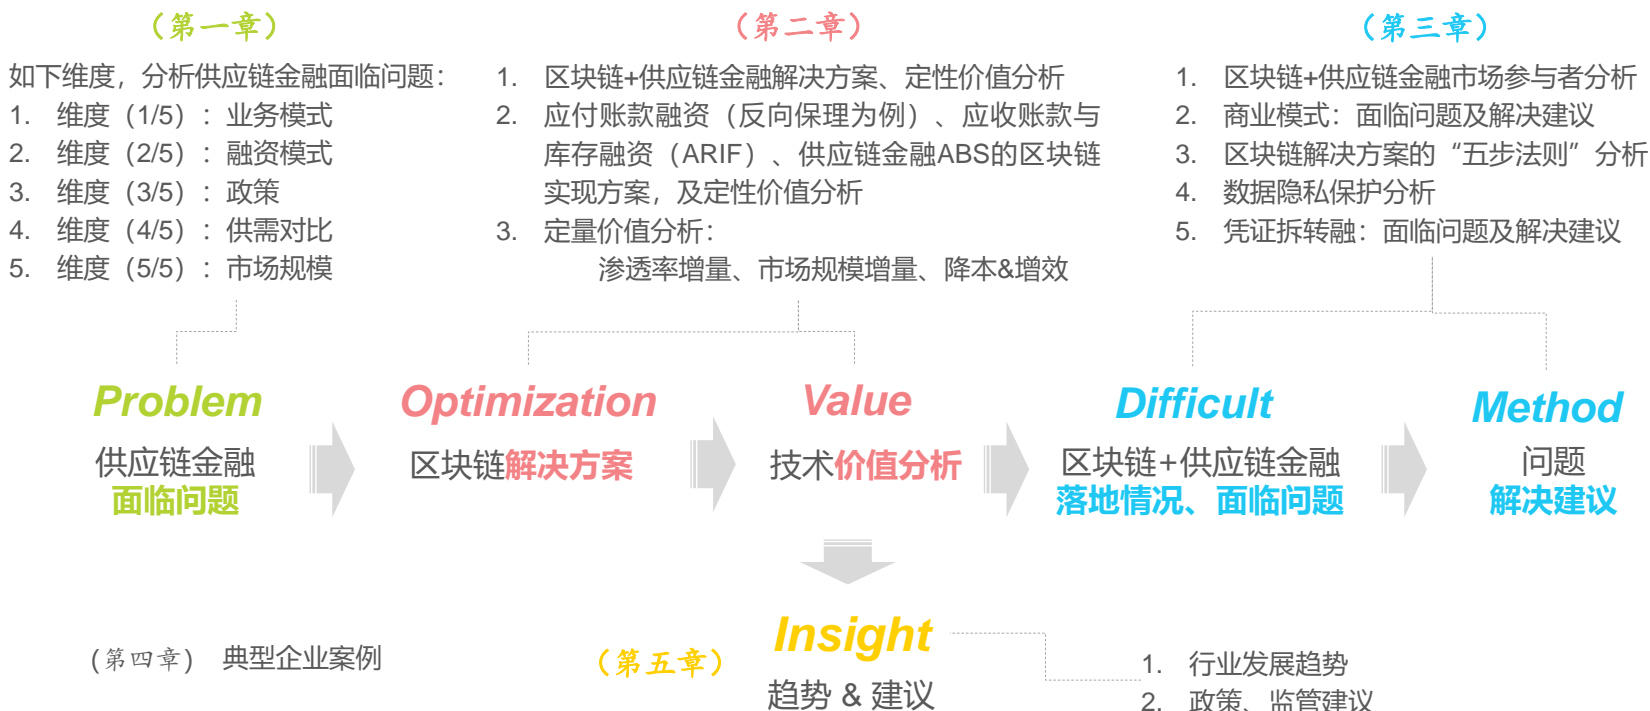 （第一章）
如下维度，分析供应链金融面临问题：
1. 维度（1/5）：业务模式
2. 维度（2/5）：融资模式
3. 维度（3/5）：政策
4. 维度（4/5）：供需对比
5. 维度（5/5）：市场规模
（第二章）
1. 区块链+供应链金融解决方案、定性价值分析
2. 应付账款融资（反向保理为例）、应收账款与
库存融资（ARIF）、供应链金融ABS的区块链
实现方案，及定性价值分析
3. 定量价值分析：
渗透率增量、市场规模增量、降本&增效
（第三章）
1. 区块链+供应链金融市场参与者分析
2. 商业模式：面临问题及解决建议
3. 区块链解决方案的“五步法则”分析
4. 数据隐私保护分析
5. 凭证拆转融：面临问题及解决建议
Problem
供应链金融
面临问题
Optimization
区块链解决方案
Value
技术价值分析
Difficult
区块链+供应链金融
落地情况、面临问题
Method
问题
解决建议
（第四章） 典型企业案例
（第五章）
Insight
趋势 & 建议
1. 行业发展趋势
2. 政策、监管建议